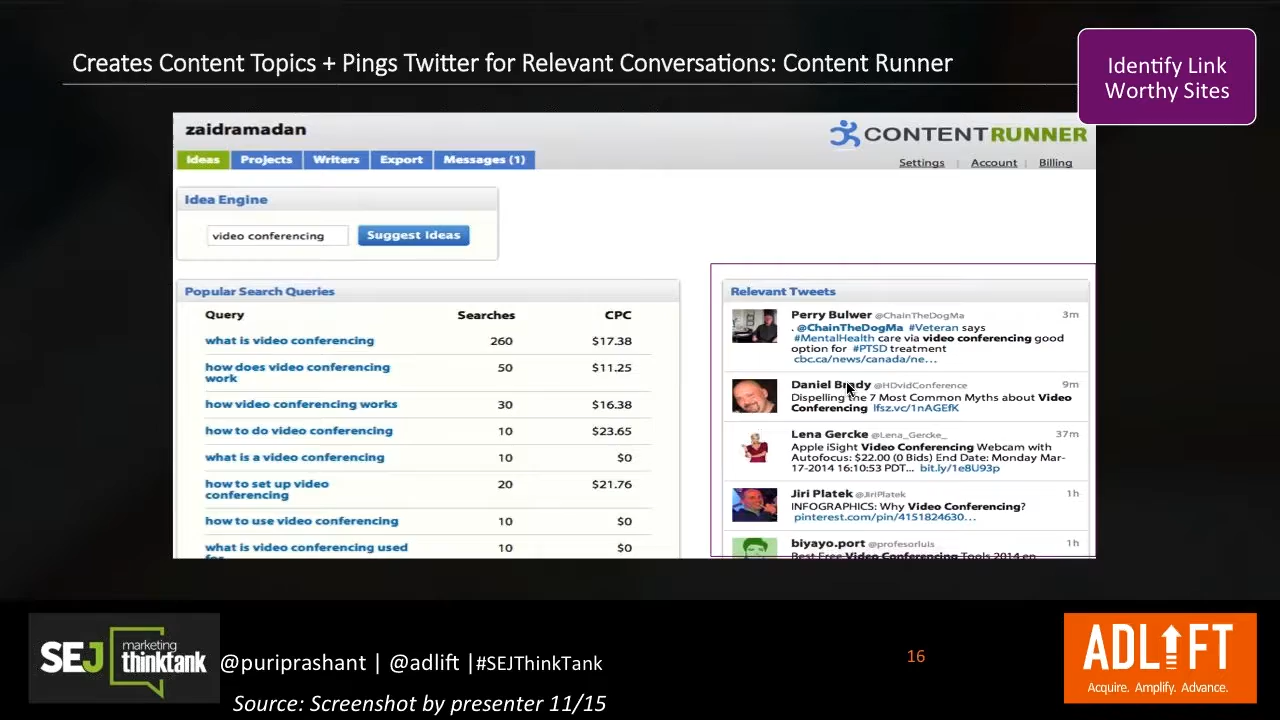 Creates Content Topics + Pings Twitter for Relevant Conversations: Content Runner
Identify Link
Worthy Sites
zaidramadan
CONTENTRUNNER
Ideas Projects Writers Export Messages (1)
Settings | Account | Billing
Idea Engine
video conferencing Suggest Ideas
Popular Search Queries
Query Searches CPC
what is video conferencing 260 $17.38
how does video conferencing
work 50 $11.25
how video conferencing works 30 $16.38
how to do video conferencing 10 $23.65
what is a video conferencing 10 $0
how to set up video
conferencing 20 $21.76
how to use video conferencing 10 $0
what is video conferencing used 10 $0
for
Relevant Tweets
Perry Bulwer @ChainTheDogMa 3m
. @ChainTheDogMa #Veteran says
#MentalHealth care via video conferencing good
option for #PTSD treatment
cbc.ca/news/canada/ne...
Daniel Brady @HDvidConference 9m
Dispelling the 7 Most Common Myths about Video
Conferencing lfsz.vc/1nAGEfK
Lena Gercke @Lena_Gercke_ 37m
Apple iSight Video Conferencing Webcam with
Autofocus: $22.00 (0 Bids) End Date: Monday Mar-
17-2014 16:10:53 PDT... bit.ly/1e8U93p
Jiri Platek @JiriPlatek 1h
INFOGRAPHICS: Why Video Conferencing?
pinterest.com/pin/4151824630...
biyayo.port @profesorluis 1h
Best Free Video Conferencing Tools 2014 en
SEJ marketing
thinktank
@puriprashant | @adlift |#SEJThinkTank
Source: Screenshot by presenter 11/15
16
ADLIFT
Acquire. Amplify. Advance.